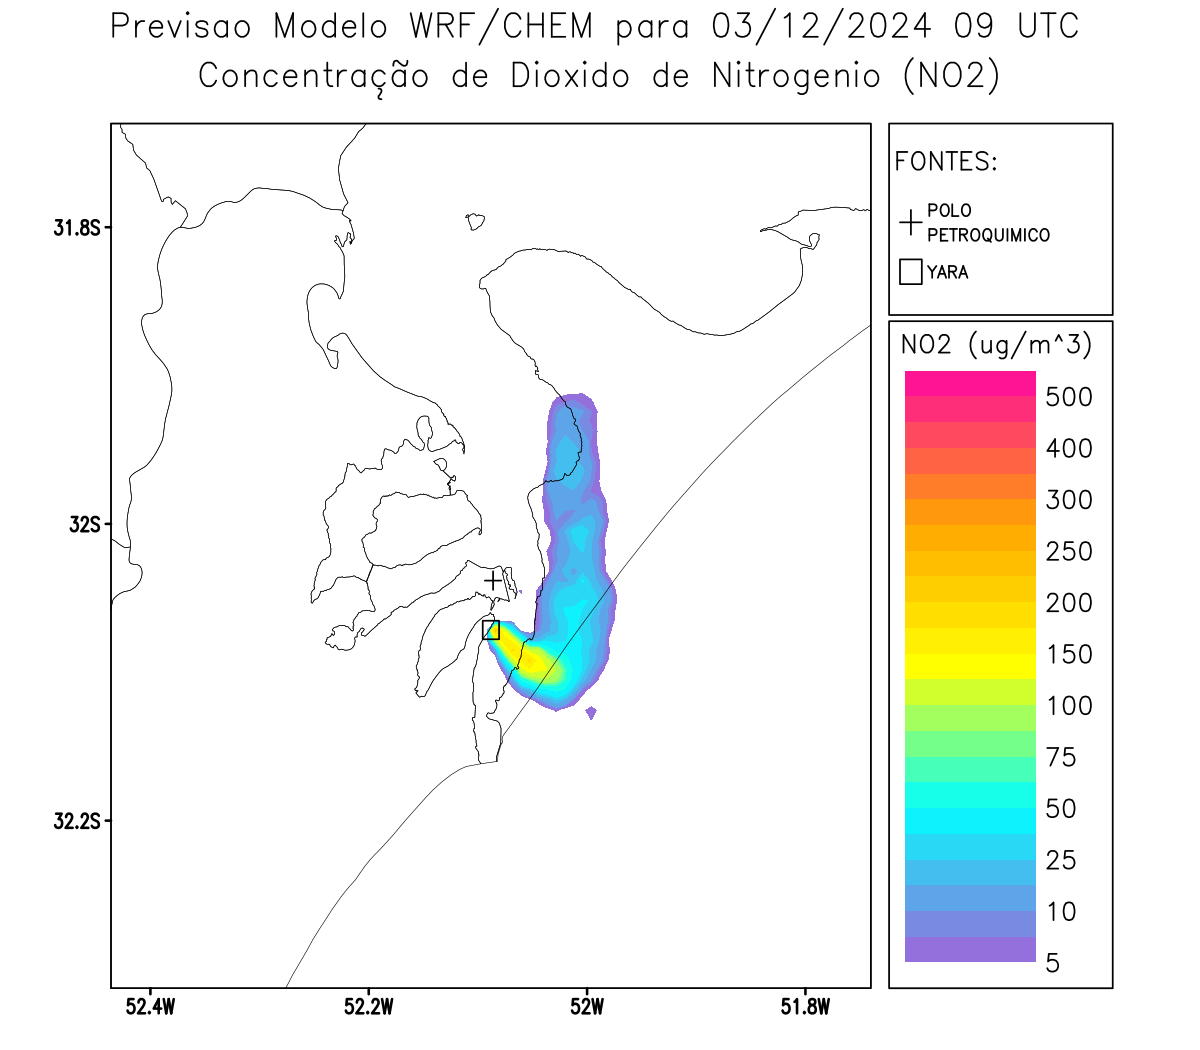 Previsao Modelo WRF/CHEM para 03/12/2024 09 UTC
Concentração de Dioxido de Nitrogenio (NO2)
FONTES:
POLO
PETROQUIMICO
YARA
NO2 (ug/m^3)
500
400
300
250
200
150
100
75
50
25
10
5
31.8S
32S
32.2S
52.4W
52.2W
52W
51.8W